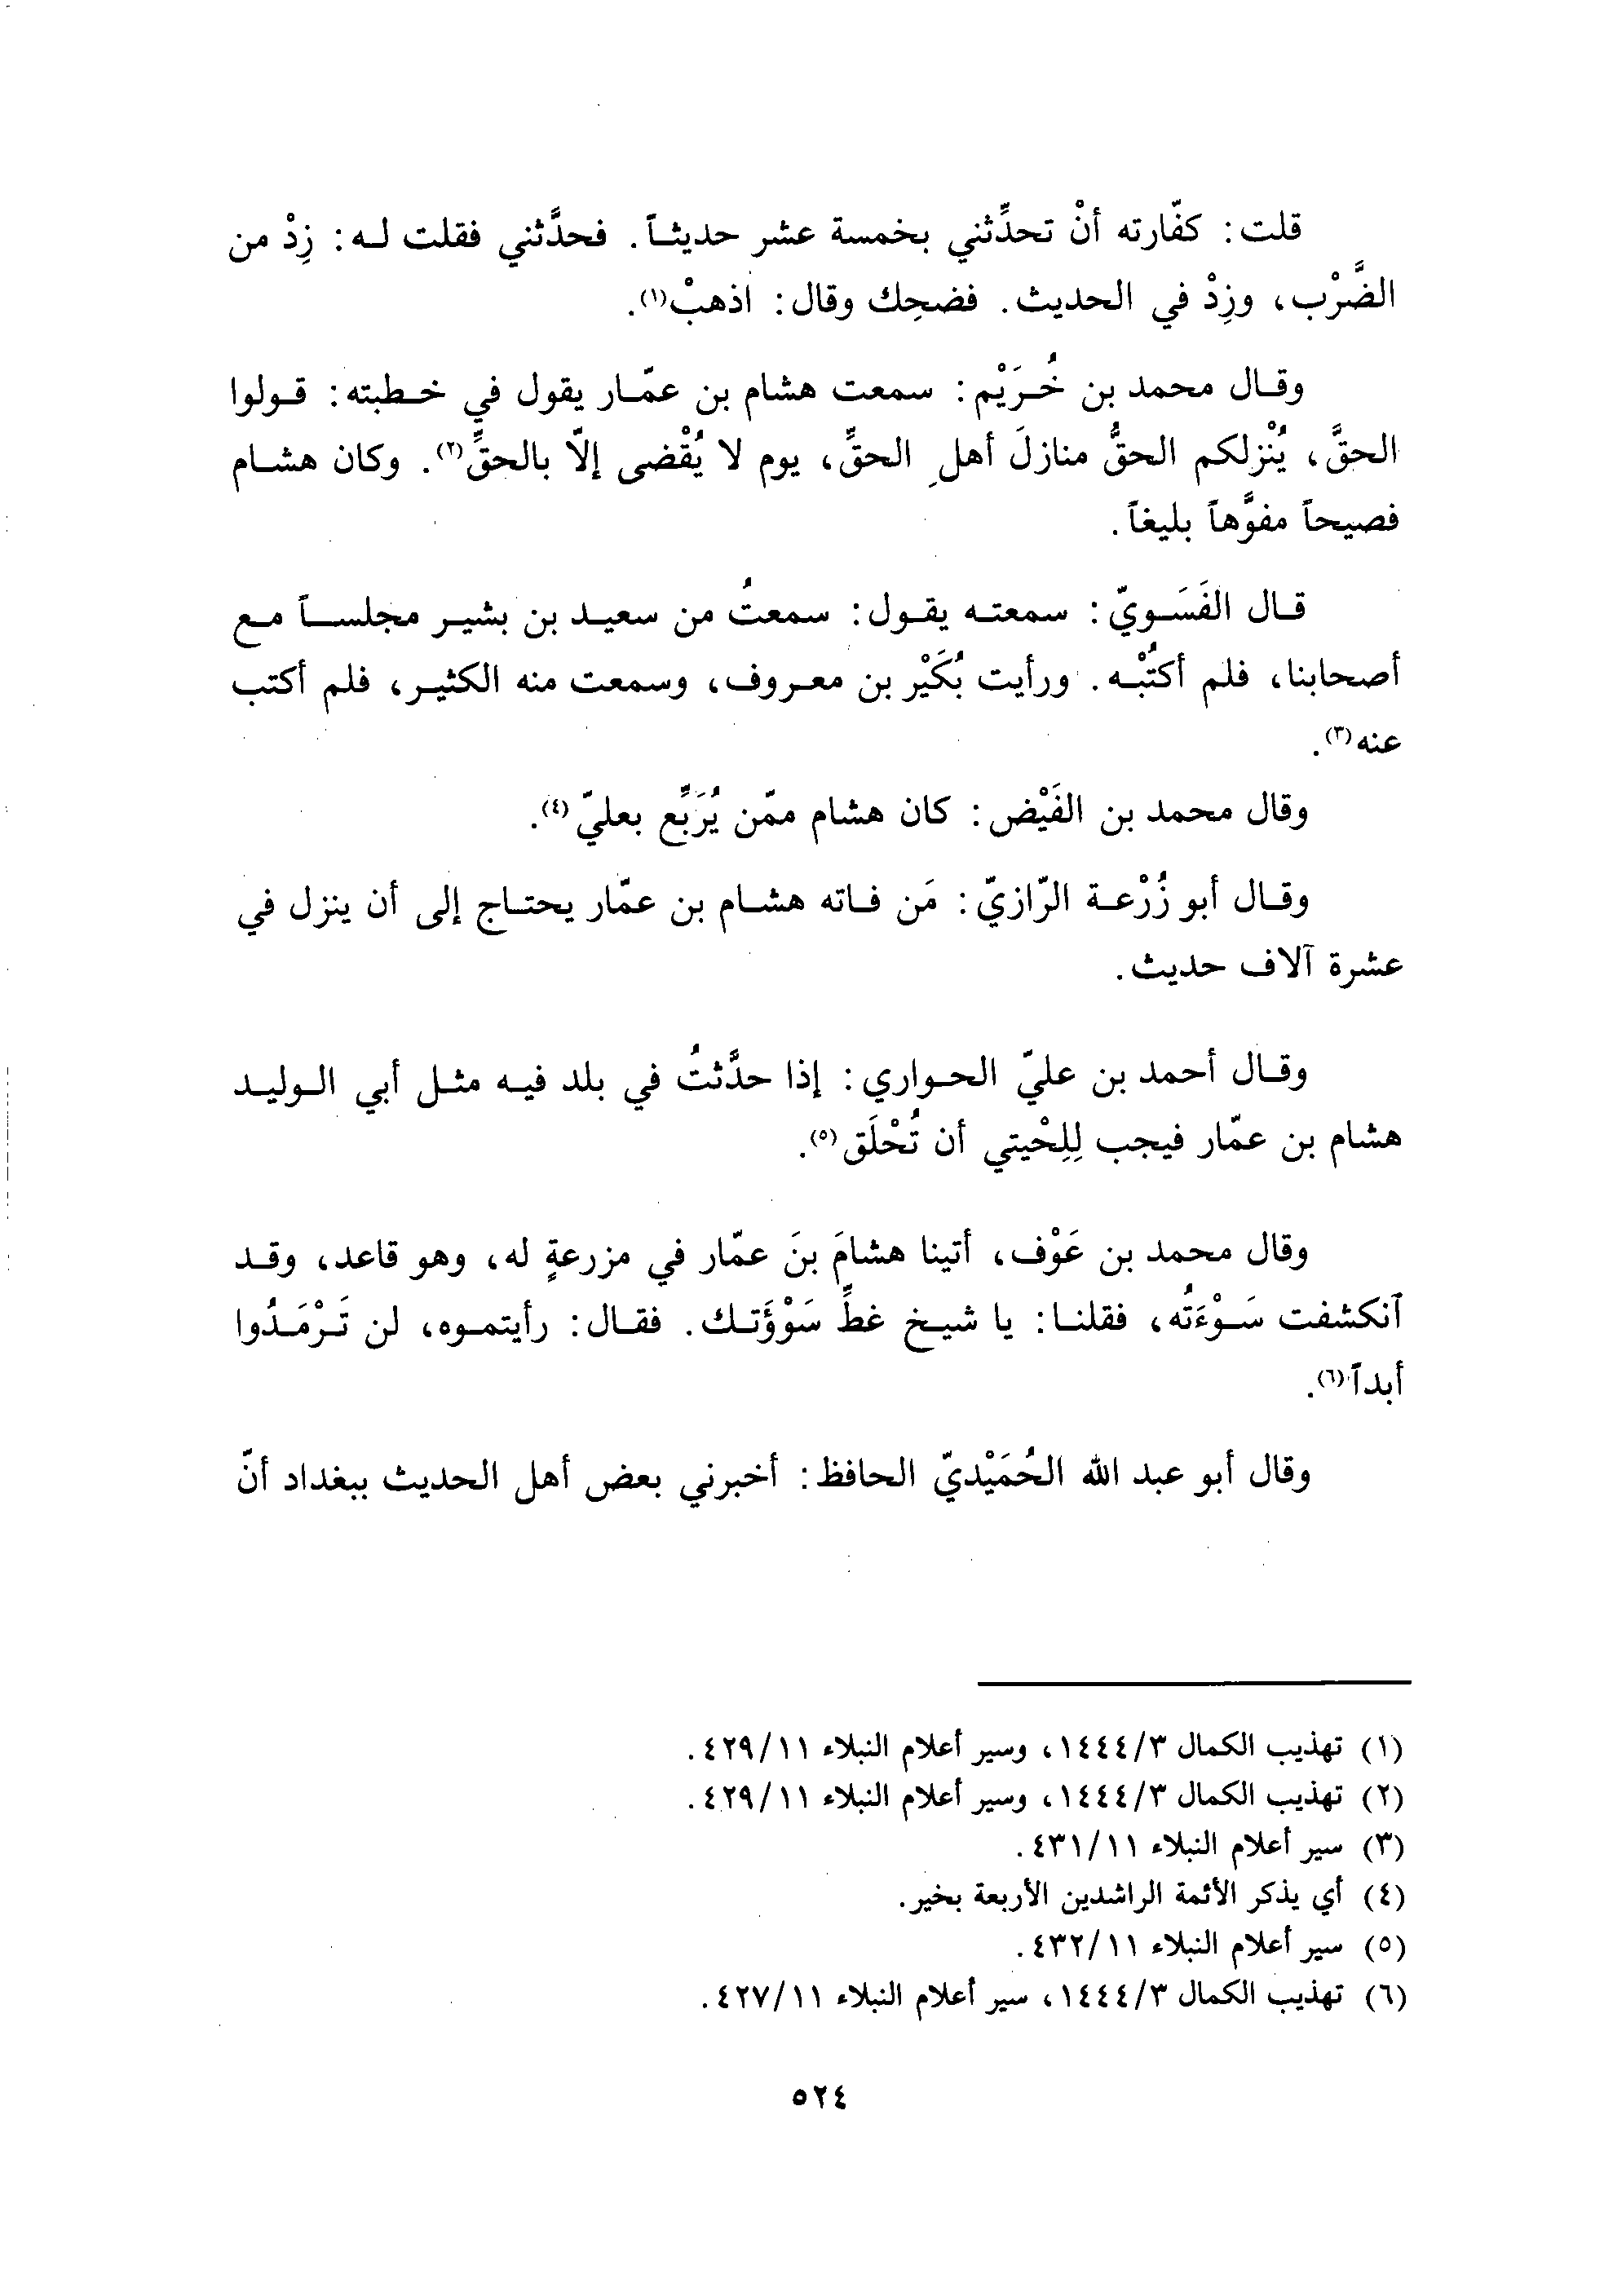 قلت: كفّارته أنْ تحدِّثني بخمسة عشر حديثاً. فحدَّثني فقلت له: زِدْ من
الضَّرْب، وزِدْ في الحديث. فضحِك وقال: اذهبْ(١).
وقال محمد بن خُرَيْم: سمعت هشام بن عمّار يقول في خطبته: قولوا
الحقَّ، يُنْزلكم الحقُّ منازلَ أهلِ الحقِّ، يوم لا يُقْضى إلّا بالحقِّ(٢). وكان هشام
فصيحاً مفوَّهاً بليغاً.
قال الفَسَويّ: سمعته يقول: سمعتُ من سعيد بن بشير مجلساً مع
أصحابنا، فلم أكتُبْه. ورأيت بُكَيْر بن معروف، وسمعت منه الكثير، فلم أكتب
عنه(٣).
وقال محمد بن الفَيْض: كان هشام ممّن يُرَبِّع بعليّ(٤).
وقال أبو زُرْعة الرّازيّ: مَن فاته هشام بن عمّار يحتاج إلى أن ينزل في
عشرة آلاف حديث.
وقال أحمد بن عليّ الحواري: إذا حدَّثتُ في بلد فيه مثل أبي الوليد
هشام بن عمّار فيجب لِلِحْيتي أن تُحْلَق(٥).
وقال محمد بن عَوْف، أتينا هشامَ بنَ عمّار في مزرعةٍ له، وهو قاعد، وقد
آنكشفت سَوْءَتُه، فقلنا: يا شيخ غطِّ سَوْؤَتك. فقال: رأيتموه، لن تَرْمَدُوا
أبداً(٦).
وقال أبو عبد الله الحُمَيْديّ الحافظ: أخبرني بعض أهل الحديث ببغداد أنّ
(١) تهذيب الكمال ١٤٤٤/٣، وسير أعلام النبلاء ٤٢٩/١١.
(٢) تهذيب الكمال ١٤٤٤/٣، وسير أعلام النبلاء ٤٢٩/١١.
(٣) سير أعلام النبلاء ٤٣١/١١.
(٤) أي يذكر الأئمة الراشدين الأربعة بخير.
(٥) سير أعلام النبلاء ٤٣٢/١١.
(٦) تهذيب الكمال ١٤٤٤/٣، سير أعلام النبلاء ٤٢٧/١١.
٥٢٤